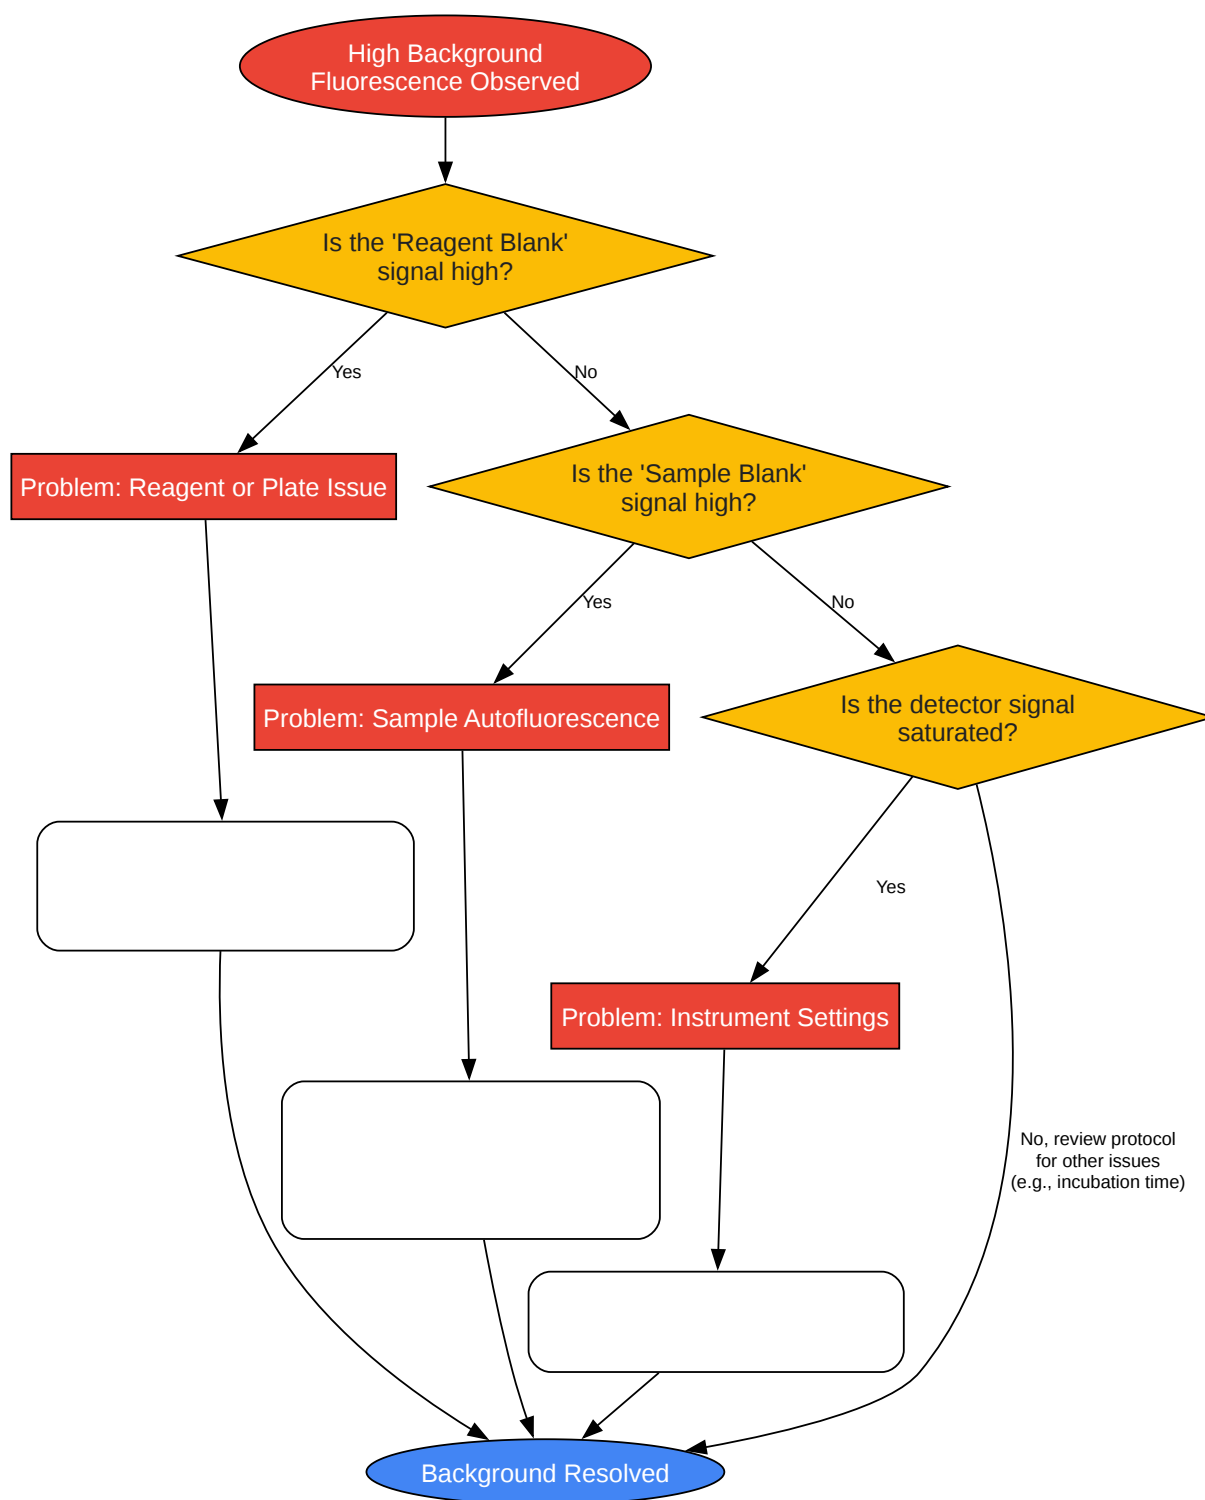 High Background
Fluorescence Observed
Is the 'Reagent Blank'
signal high?
Yes
No
Problem: Reagent or Plate Issue
Is the 'Sample Blank'
signal high?
Yes
No
Problem: Sample Autofluorescence
Is the detector signal
saturated?
Yes
Problem: Instrument Settings
No, review protocol
for other issues
(e.g., incubation time)
Background Resolved